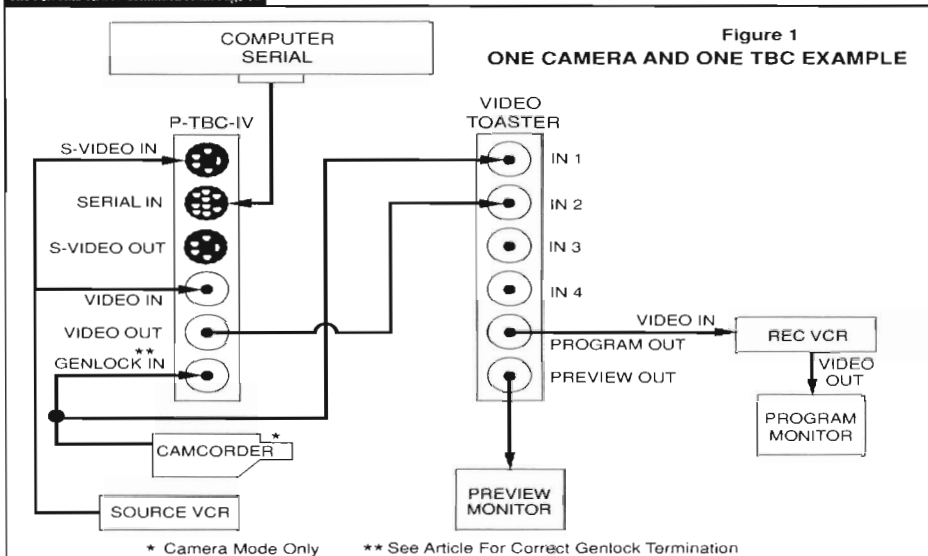 Figure 1
ONE CAMERA AND ONE TBC EXAMPLE
COMPUTER
SERIAL
P-TBC-IV
S-VIDEO IN
SERIAL IN
S-VIDEO OUT
VIDEO IN
VIDEO OUT
GENLOCK IN **
CAMCORDER *
SOURCE VCR
VIDEO
TOASTER
IN 1
IN 2
IN 3
IN 4
PROGRAM OUT
PREVIEW OUT
VIDEO IN
REC VCR
VIDEO
OUT
PROGRAM
MONITOR
PREVIEW
MONITOR
* Camera Mode Only ** See Article For Correct Genlock Termination